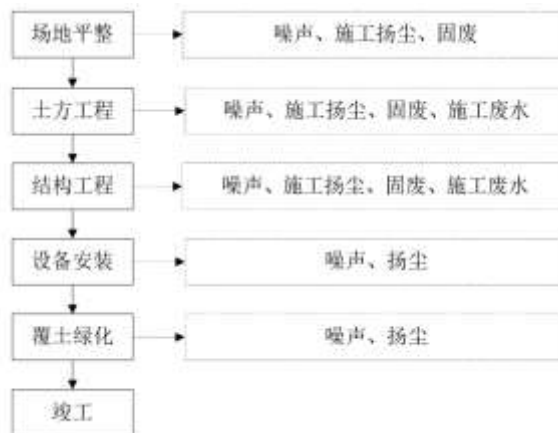 场地平整
噪声、施工扬尘、固废
土方工程
噪声、施工扬尘、固废、施工废水
结构工程
噪声、施工扬尘、固废、施工废水
设备安装
噪声、扬尘
覆土绿化
噪声、扬尘
竣工